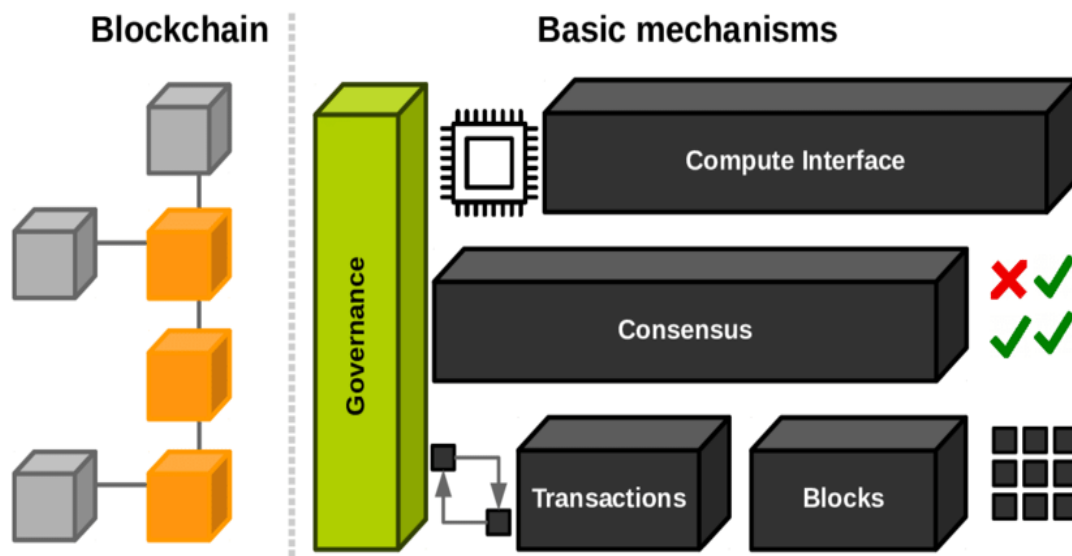 Blockchain
Basic mechanisms
Governance
Compute Interface
Consensus
Transactions
Blocks